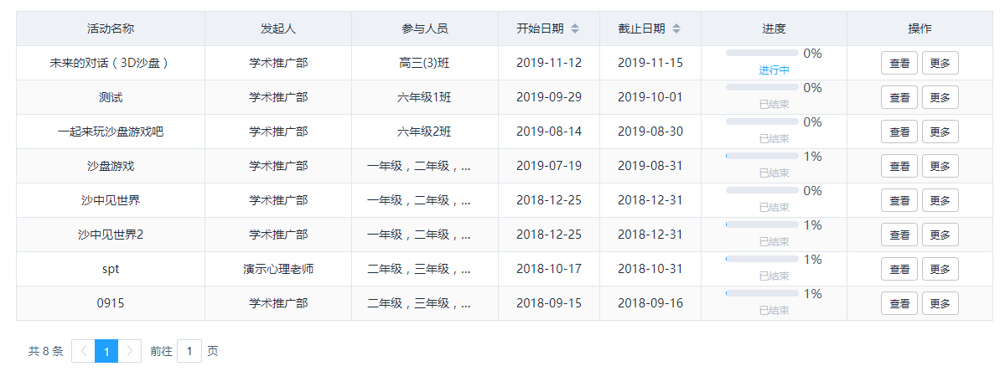 活动名称 发起人 参与人员 开始日期 截止日期 进度 操作
未来的对话（3D沙盘） 学术推广部 高三(3)班 2019-11-12 2019-11-15 0% 进行中 查看 更多
测试 学术推广部 六年级1班 2019-09-29 2019-10-01 0% 已结束 查看 更多
一起来玩沙盘游戏吧 学术推广部 六年级2班 2019-08-14 2019-08-30 0% 已结束 查看 更多
沙盘游戏 学术推广部 一年级，二年级，... 2019-07-19 2019-08-31 1% 已结束 查看 更多
沙中见世界 学术推广部 一年级，二年级，... 2018-12-25 2018-12-31 0% 已结束 查看 更多
沙中见世界2 学术推广部 一年级，二年级，... 2018-12-25 2018-12-31 1% 已结束 查看 更多
spt 演示心理老师 二年级，三年级，... 2018-10-17 2018-10-31 1% 已结束 查看 更多
0915 学术推广部 二年级，三年级，... 2018-09-15 2018-09-16 1% 已结束 查看 更多
共 8 条 1 前往 1 页